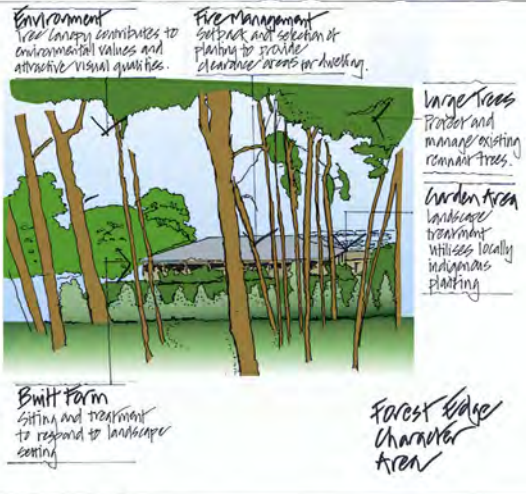 Environment
Tree Canopy contributes to
environmental values and
attractive visual qualities.
Fire Management
Setback and selection of
planting to provide
clearance areas for dwelling.
Large Trees
Protect and
manage existing
remnant trees.
Garden Area
landscape
treatment
utilises locally
indigenous
planting
Built Form
Siting and treatment
to respond to landscape
setting
Forest Edge
Character
Area